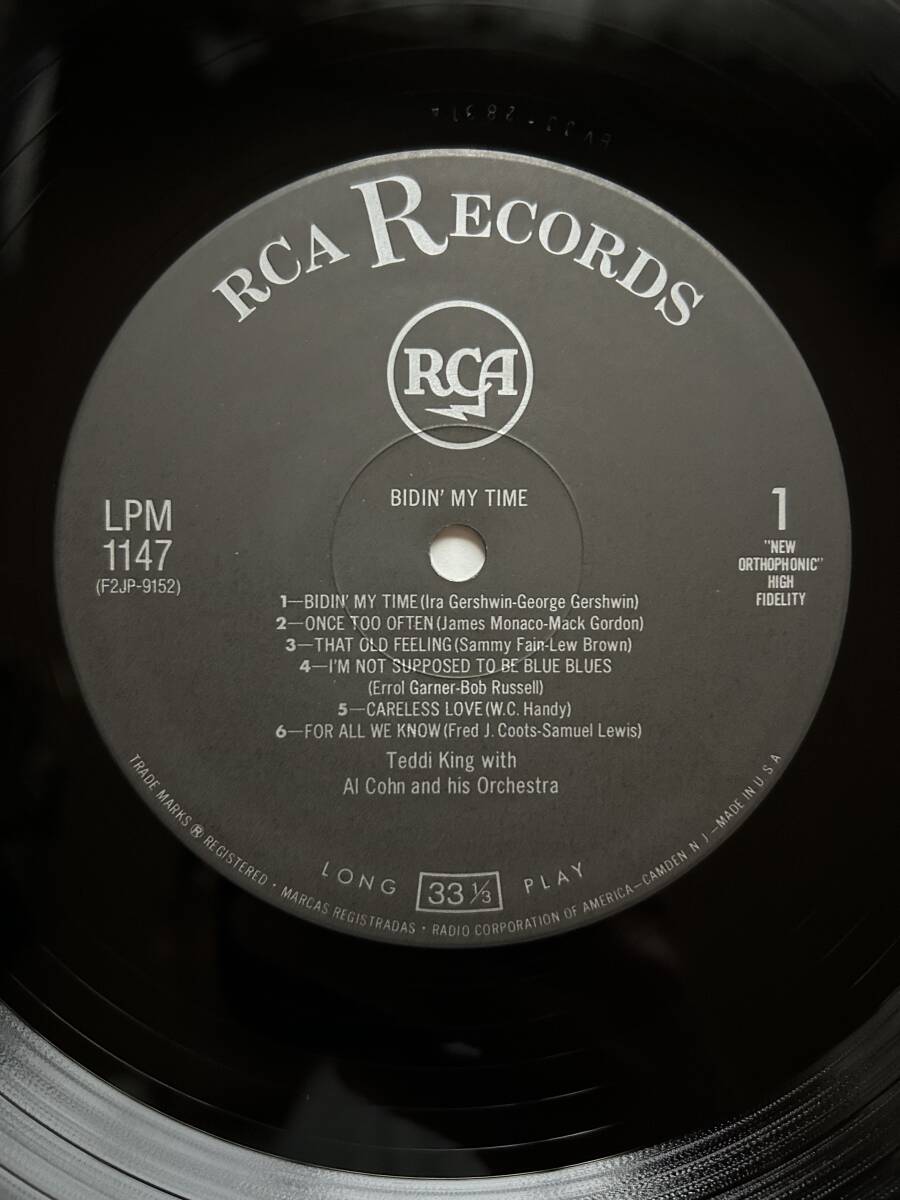 RCA RECORDS
RCA
BIDIN' MY TIME
LPM
1147
(F2JP-9152)
1
"NEW
ORTHOPHONIC"
HIGH
FIDELITY
1—BIDIN' MY TIME (Ira Gershwin-George Gershwin)
2—ONCE TOO OFTEN (James Monaco-Mack Gordon)
3—THAT OLD FEELING (Sammy Fain-Lew Brown)
4—I'M NOT SUPPOSED TO BE BLUE BLUES
(Errol Garner-Bob Russell)
5—CARELESS LOVE (W.C. Handy)
6—FOR ALL WE KNOW (Fred J. Coots-Samuel Lewis)
Teddi King with
Al Cohn and his Orchestra
LONG 33 1/3 PLAY
TRADE MARKS ® REGISTERED • MARCAS REGISTRADAS • RADIO CORPORATION OF AMERICA—CAMDEN N J—MADE IN U S A